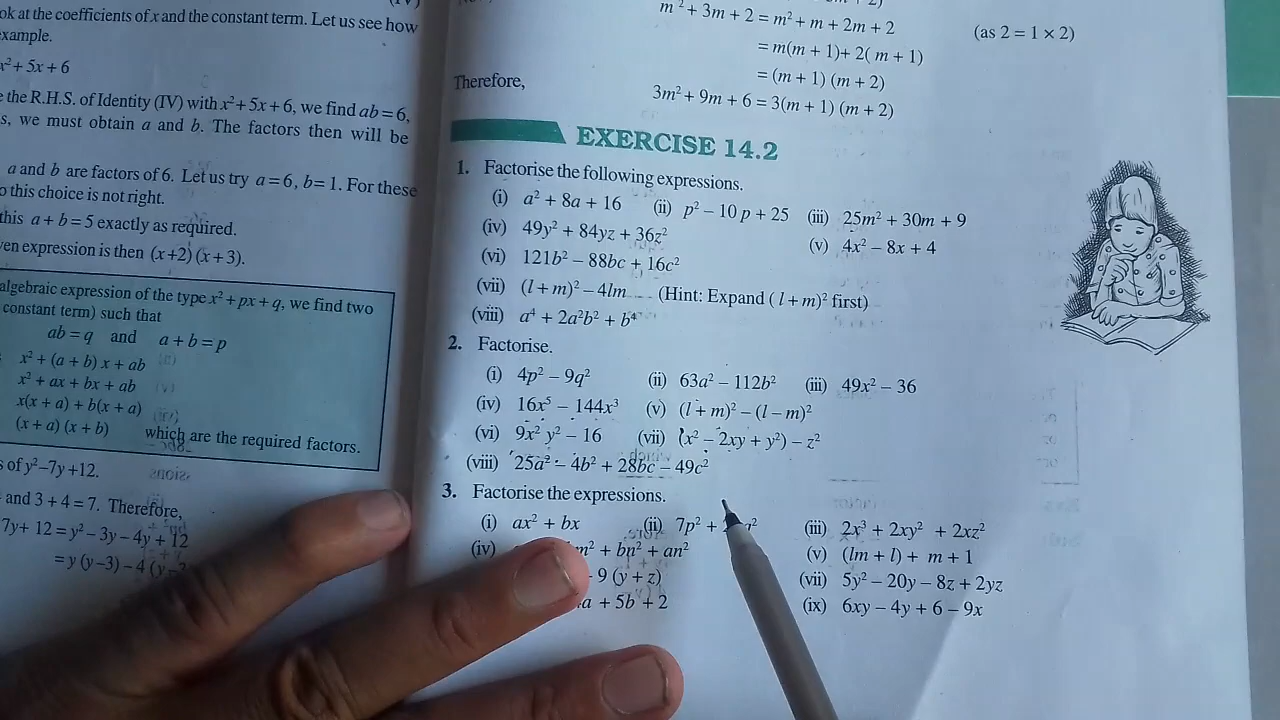 ok at the coefficients of x and the constant term. Let us see how
example.
x² + 5x + 6
the R.H.S. of Identity (IV) with x² + 5x + 6, we find ab = 6,
s, we must obtain a and b. The factors then will be
a and b are factors of 6. Let us try a = 6, b = 1. For these
o this choice is not right.
this a + b = 5 exactly as required.
en expression is then (x+2) (x+3).
algebraic expression of the type x² + px + q, we find two
constant term) such that
ab = q and a + b = p
x² + (a + b) x + ab
x² + ax + bx + ab
x(x + a) + b(x + a)
(x + a) (x + b) which are the required factors.
of y² – 7y + 12.
and 3 + 4 = 7. Therefore,
7y + 12 = y² – 3y – 4y + 12
= y (y – 3) – 4 (y –
m² + 3m + 2 = m² + m + 2m + 2 (as 2 = 1 × 2)
= m(m + 1) + 2( m + 1)
= (m + 1) (m + 2)
Therefore,
3m² + 9m + 6 = 3(m + 1) (m + 2)
EXERCISE 14.2
1. Factorise the following expressions.
(i) a² + 8a + 16 (ii) p² – 10 p + 25 (iii) 25m² + 30m + 9
(iv) 49y² + 84yz + 36z² (v) 4x² – 8x + 4
(vi) 121b² – 88bc + 16c²
(vii) (l + m)² – 4lm (Hint: Expand ( l + m)² first)
(viii) a⁴ + 2a²b² + b⁴
2. Factorise.
(i) 4p² – 9q² (ii) 63a² – 112b² (iii) 49x² – 36
(iv) 16x⁵ – 144x³ (v) (l + m)² – (l – m)²
(vi) 9x² y² – 16 (vii) (x² – 2xy + y²) – z²
(viii) 25a² – 4b² + 28bc – 49c²
3. Factorise the expressions.
(i) ax² + bx (ii) 7p² + q² (iii) 2x³ + 2xy² + 2xz²
(iv) m² + bn² + an² (v) (lm + l) + m + 1
– 9 (y + z) (vii) 5y² – 20y – 8z + 2yz
a + 5b + 2 (ix) 6xy – 4y + 6 – 9x